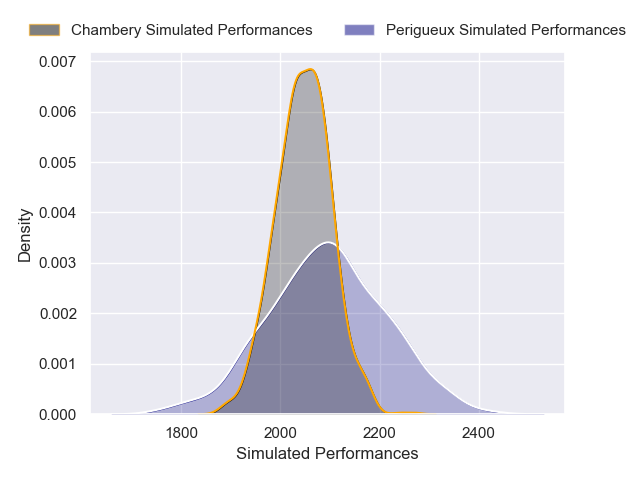 Chambery Simulated Performances Perigueux Simulated Performances
0.007
0.006
0.005
0.004
0.003
0.002
0.001
0.000
Density
1800 2000 2200 2400
Simulated Performances